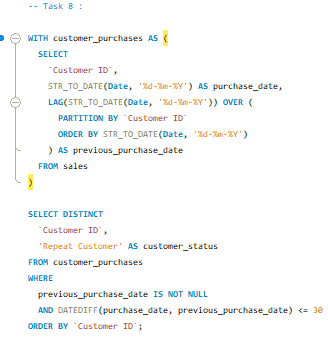 -- Task 8 :
WITH customer_purchases AS (
SELECT
`Customer ID`,
STR_TO_DATE(Date, '%d-%m-%Y') AS purchase_date,
LAG(STR_TO_DATE(Date, '%d-%m-%Y')) OVER (
PARTITION BY `Customer ID`
ORDER BY STR_TO_DATE(Date, '%d-%m-%Y')
) AS previous_purchase_date
FROM sales
)
SELECT DISTINCT
`Customer ID`,
'Repeat Customer' AS customer_status
FROM customer_purchases
WHERE
previous_purchase_date IS NOT NULL
AND DATEDIFF(purchase_date, previous_purchase_date) <= 30
ORDER BY `Customer ID`;